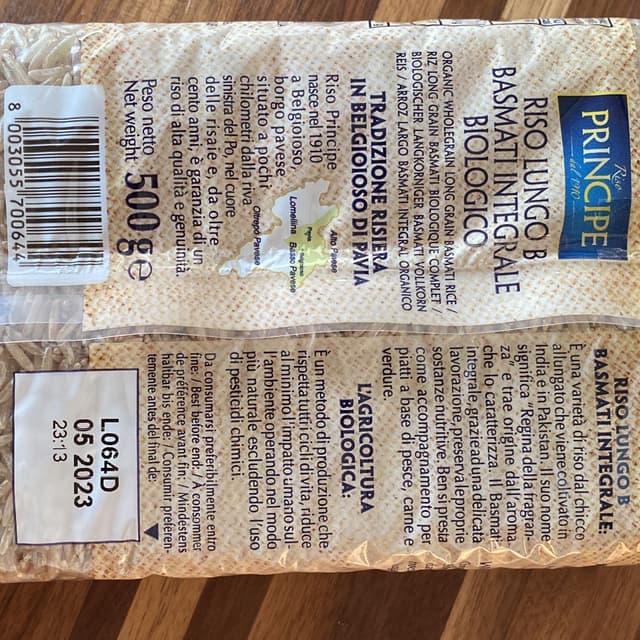 Riso
PRINCIPE
dal 1910
RISO LUNGO B
BASMATI INTEGRALE
BIOLOGICO
ORGANIC WHOLEGRAIN LONG GRAIN BASMATI RICE /
RIZ LONG GRAIN BASMATI BIOLOGIQUE COMPLET /
BIOLOGISCHER LANGKÖRNIGER BASMATI VOLLKORN
REIS / ARROZ LARGO BASMATI INTEGRAL ORGANICO
TRADIZIONE RISIERA
IN BELGIOIOSO DI PAVIA
Riso Principe
nasce nel 1910
a Belgioioso,
borgo pavese
situato a pochi
chilometri dalla riva
sinistra del Po, nel cuore
delle risaie e, da oltre
cento anni, è garanzia di un
riso di alta qualità e genuinità.
Alto Pavese
Lomellina
Pavia
Basso Pavese
Oltrepò Pavese
Peso netto
Net weight 500 g e
8 003055 700644
RISO LUNGO B
BASMATI INTEGRALE:
È una varietà di riso dal chicco
allungato che viene coltivato in
India e in Pakistan. Il suo nome
significa "Regina della fragran-
za" e trae origine dall'aroma
che lo caratterizza. Il Basmati
integrale, grazie ad una delicata
lavorazione, preserva le proprie
sostanze nutritive. Ben si presta
come accompagnamento per
piatti a base di pesce, carne e
verdure.
L'AGRICOLTURA
BIOLOGICA:
È un metodo di produzione che
rispetta tutti i cicli di vita, riduce
al minimo l'impatto umano sul
l'ambiente operando nel modo
più naturale escludendo l'uso
di pesticidi chimici.
Da consumarsi preferibilmente entro
fine: / Best before end: / À consommer
de préférence avant fin: / Mindestens
haltbar bis ende: / Consumir preferen-
temente antes del fin de:
L.064D
05 2023
23:13